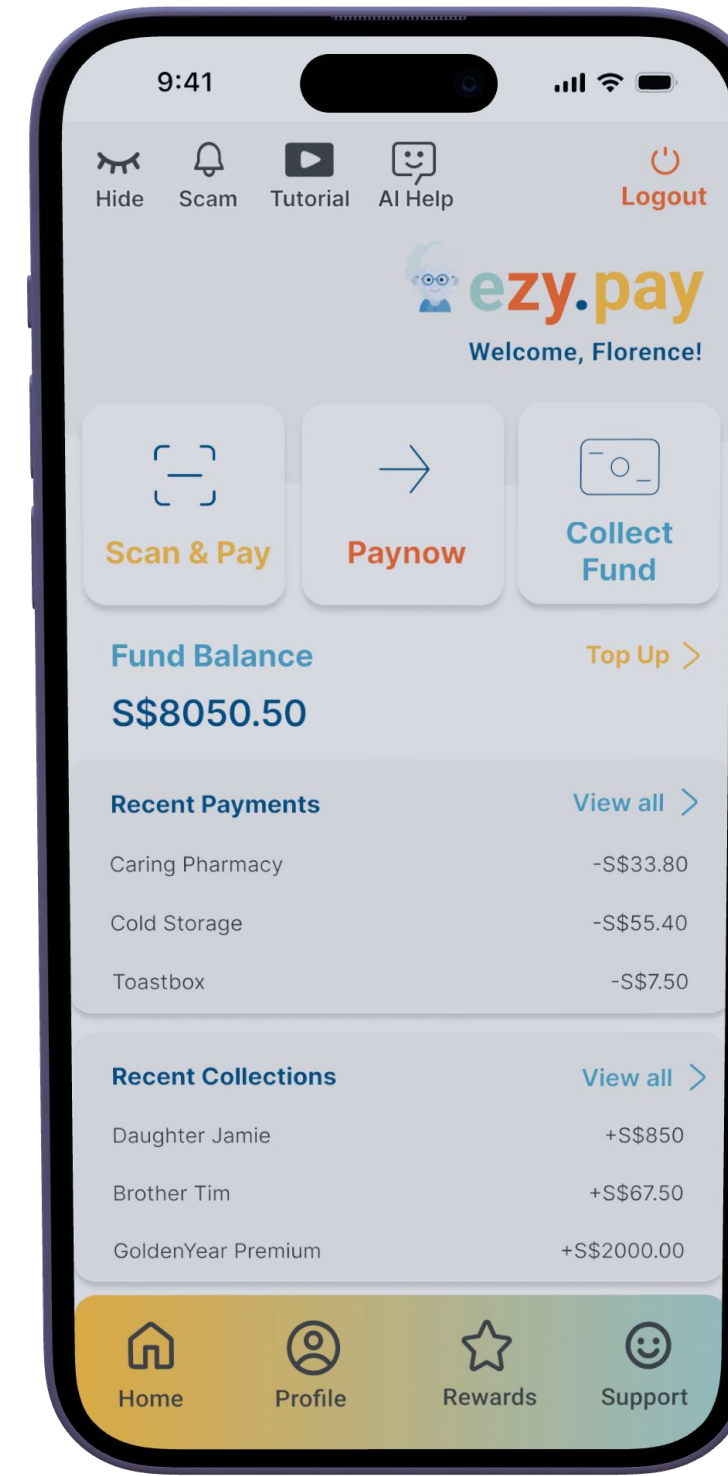 9:41
Hide Scam Tutorial AI Help Logout
ezy.pay
Welcome, Florence!
Scan & Pay Paynow Collect
Fund
Fund Balance Top Up
S$8050.50
Recent Payments View all
Caring Pharmacy -S$33.80
Cold Storage -S$55.40
Toastbox -S$7.50
Recent Collections View all
Daughter Jamie +S$850
Brother Tim +S$67.50
GoldenYear Premium +S$2000.00
Home Profile Rewards Support